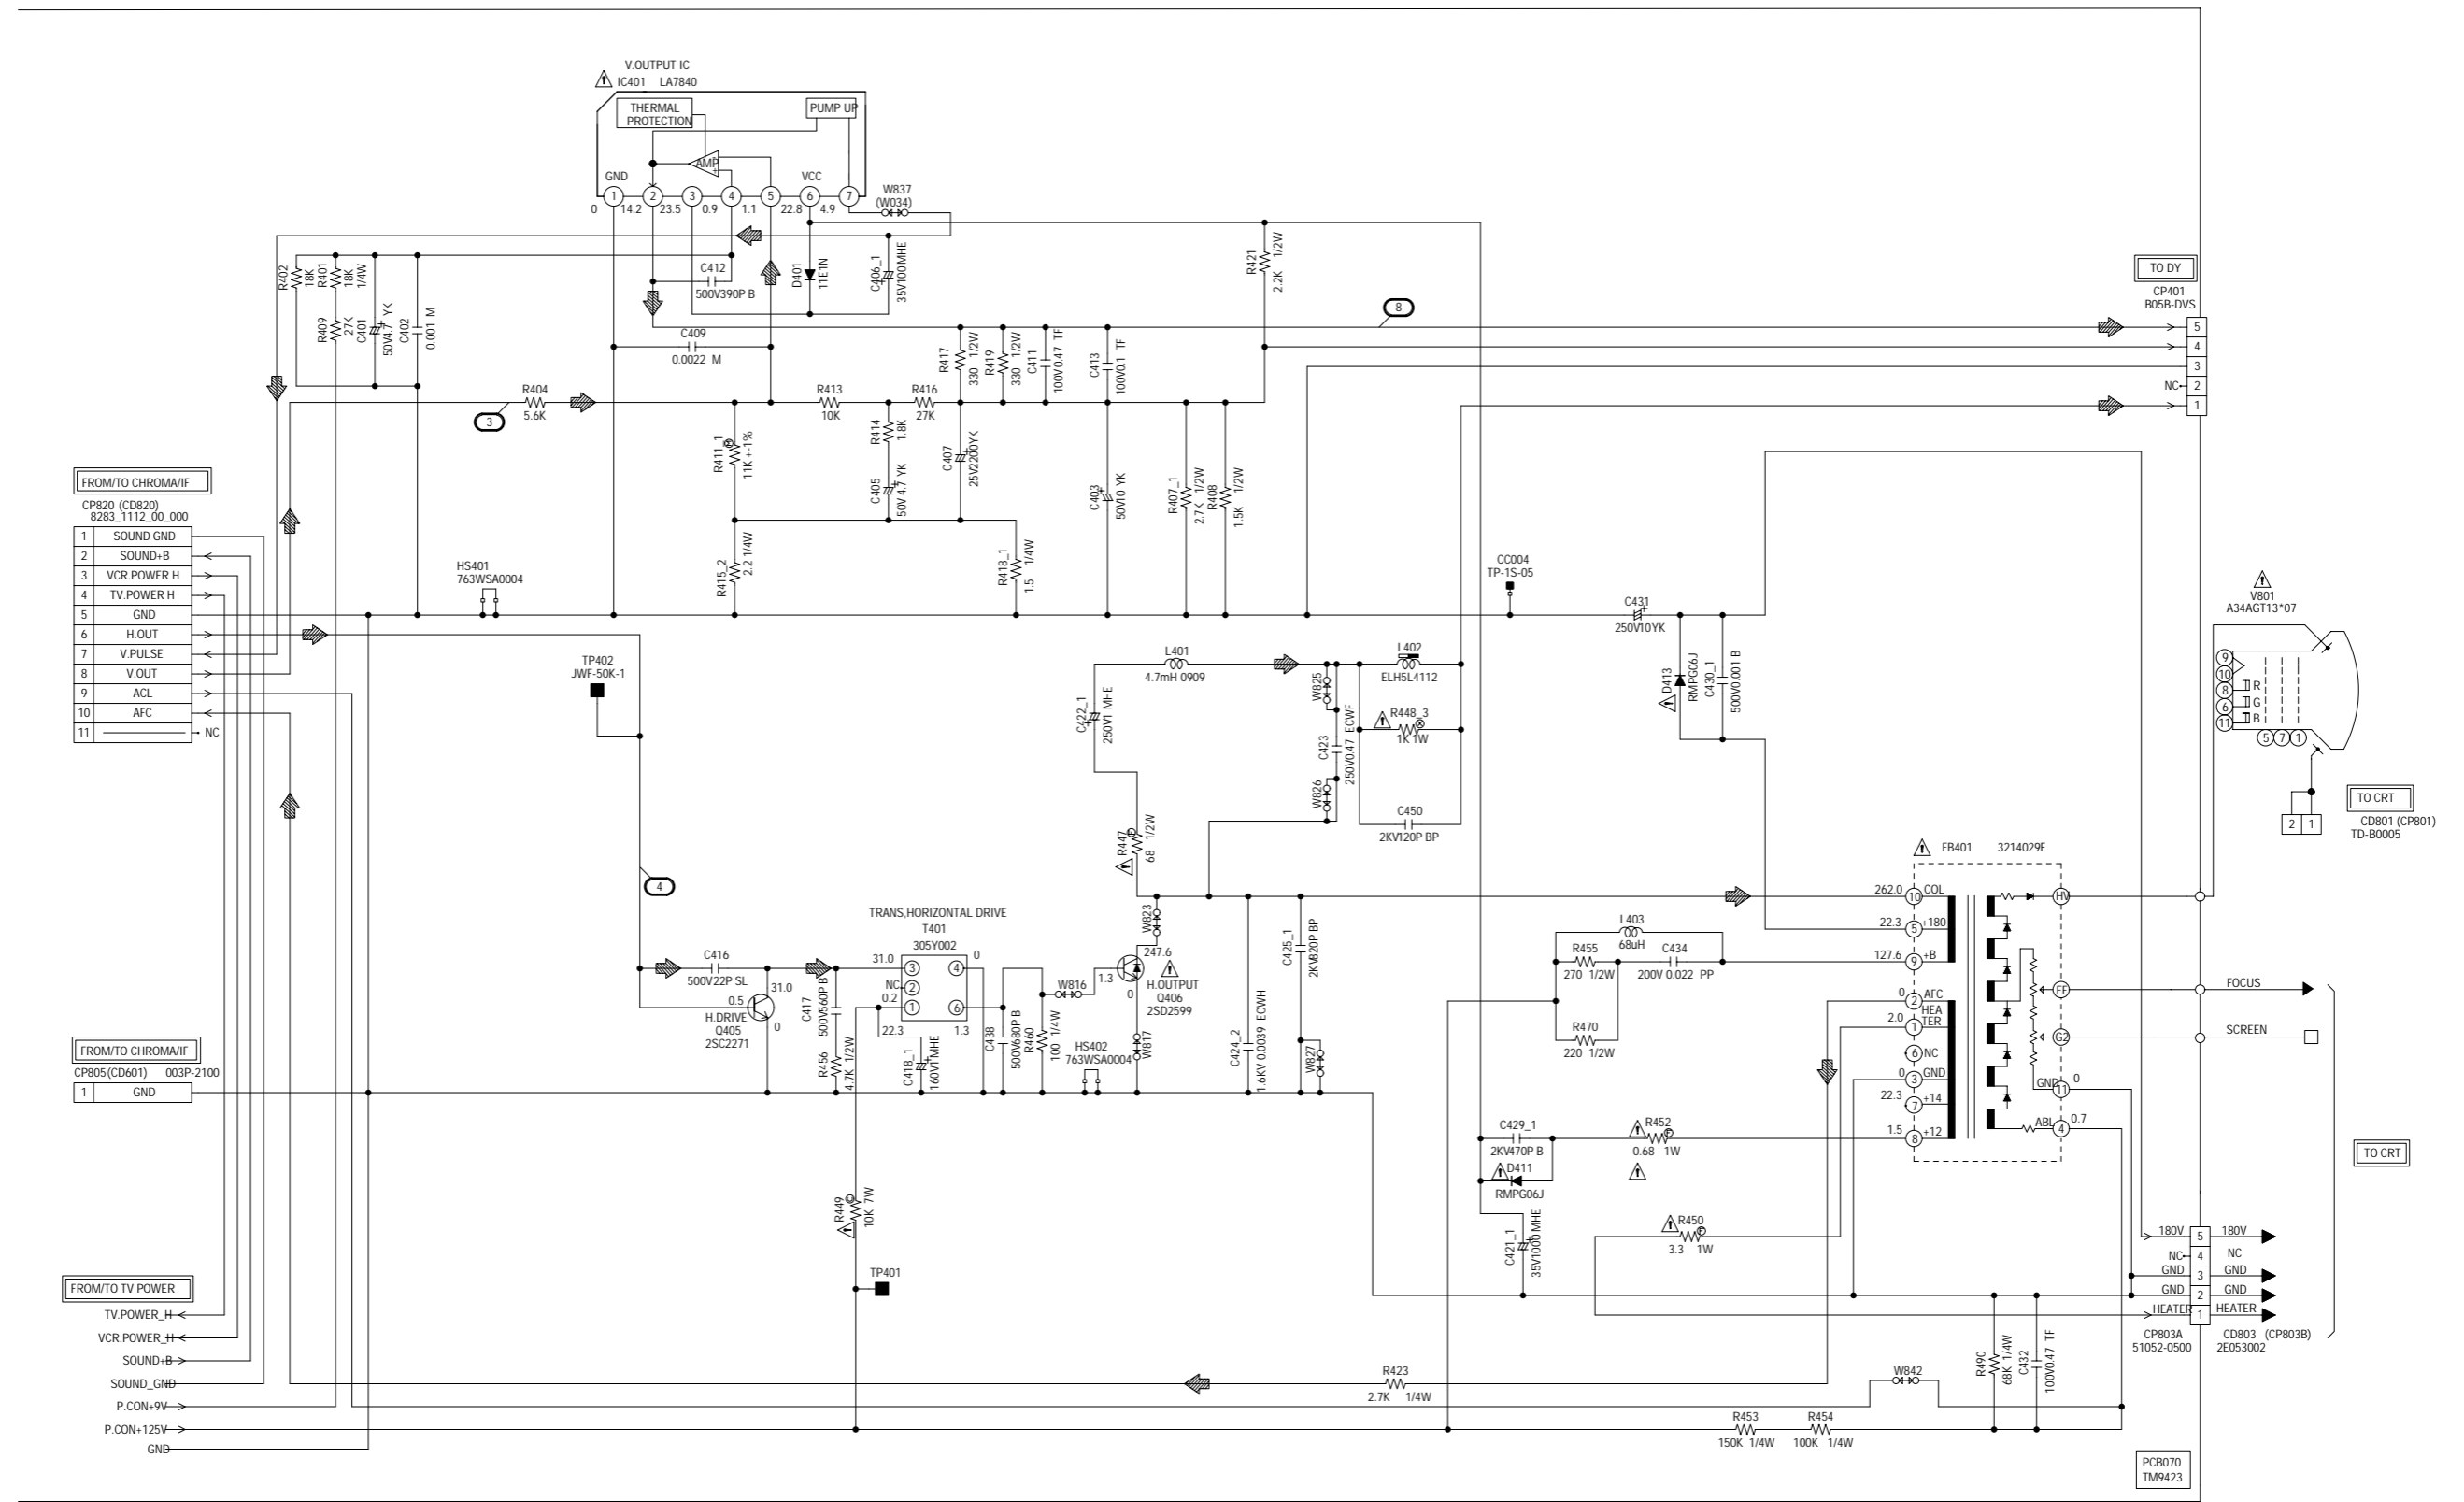 V.OUTPUT IC
IC401 LA7840
THERMAL
PROTECTION
PUMP UP
AMP
GND
VCC
1 2 3 4 5 6 7
0 14.2 23.5 0.9 1.1 22.8 4.9
W837
(W034)
R402
18K
R401
18K
1/4W
R409
27K
C401
50V4.7 YK
C402
0.001 M
C412
500V390P B
D401
11E1N
C406_1
35V100MHE
R421
2.2K 1/2W
C409
0.0022 M
R417
330 1/2W
R419
330 1/2W
C411
100V0.47 TF
C413
100V0.1 TF
8
TO DY
CP401
B05B-DVS
5
4
3
NC 2
1
R404
5.6K
3
R413
10K
R416
27K
R411_1
11K +-1%
R414
1.8K
C405
50V 4.7 YK
C407
25V2200YK
C403
50V10 YK
R407_1
2.7K 1/2W
R408
1.5K 1/2W
R415_2
2.2 1/4W
R418_1
1.5 1/4W
FROM/TO CHROMA/IF
CP820 (CD820)
8283_1112_00_000
1 SOUND GND
2 SOUND+B
3 VCR.POWER H
4 TV.POWER H
5 GND
6 H.OUT
7 V.PULSE
8 V.OUT
9 ACL
10 AFC
11 NC
HS401
763WSA0004
CC004
TP-1S-05
C431
250V10YK
D413
RMPG06J
C430_1
500V0.001 B
V801
A34AGT13*07
9
10
8 R
6 G
11 B
5 7 1
2 1
TO CRT
CD801 (CP801)
TD-B0005
TP402
JWF-50K-1
L401
4.7mH 0909
L402
ELH5L4112
C422_1
250V1 MHE
W825
C423
250V0.47 ECWF
W826
R448_3
1K 1W
C450
2KV120P BP
R447
68 1/2W
4
FB401 3214029F
262.0 10 COL
22.3 5 +180
127.6 9 +B
0 2 AFC
2.0 1 HEA
TER
6 NC
0 3 GND
22.3 7 +14
1.5 8 +12
HV
EF
G2
GND 11 0
ABL 4 0.7
FOCUS
SCREEN
TRANS,HORIZONTAL DRIVE
T401
305Y002
31.0 3 4 0
NC 2
0.2 1 6 1.3
22.3
C416
500V22P SL
31.0
0.5
0
H.DRIVE
Q405
2SC2271
C417
500V560P B
R456
4.7K 1/2W
C418_1
160V1MHE
C438
500V680P B
R460
100 1/4W
W816
W823
247.6
1.3
0
H.OUTPUT
Q406
2SD2599
W817
HS402
763WSA0004
C424_2
1.6KV 0.0039 ECWH
C425_1
2KV820P BP
W827
L403
68uH
R455
270 1/2W
C434
200V 0.022 PP
R470
220 1/2W
FROM/TO CHROMA/IF
CP805(CD601) 003P-2100
1 GND
C429_1
2KV470P B
D411
RMPG06J
R452
0.68 1W
C421_1
35V1000MHE
R450
3.3 1W
R449
10K 7W
TP401
TO CRT
180V 5 180V
NC 4 NC
GND 3 GND
GND 2 GND
HEATER 1 HEATER
CP803A
51052-0500
CD803 (CP803B)
2E053002
FROM/TO TV POWER
TV.POWER_H
VCR.POWER_H
SOUND+B
SOUND_GND
P.CON+9V
P.CON+125V
GND
R423
2.7K 1/4W
W842
R490
68K 1/4W
C432
100V0.47 TF
R453
150K 1/4W
R454
100K 1/4W
PCB070
TM9423